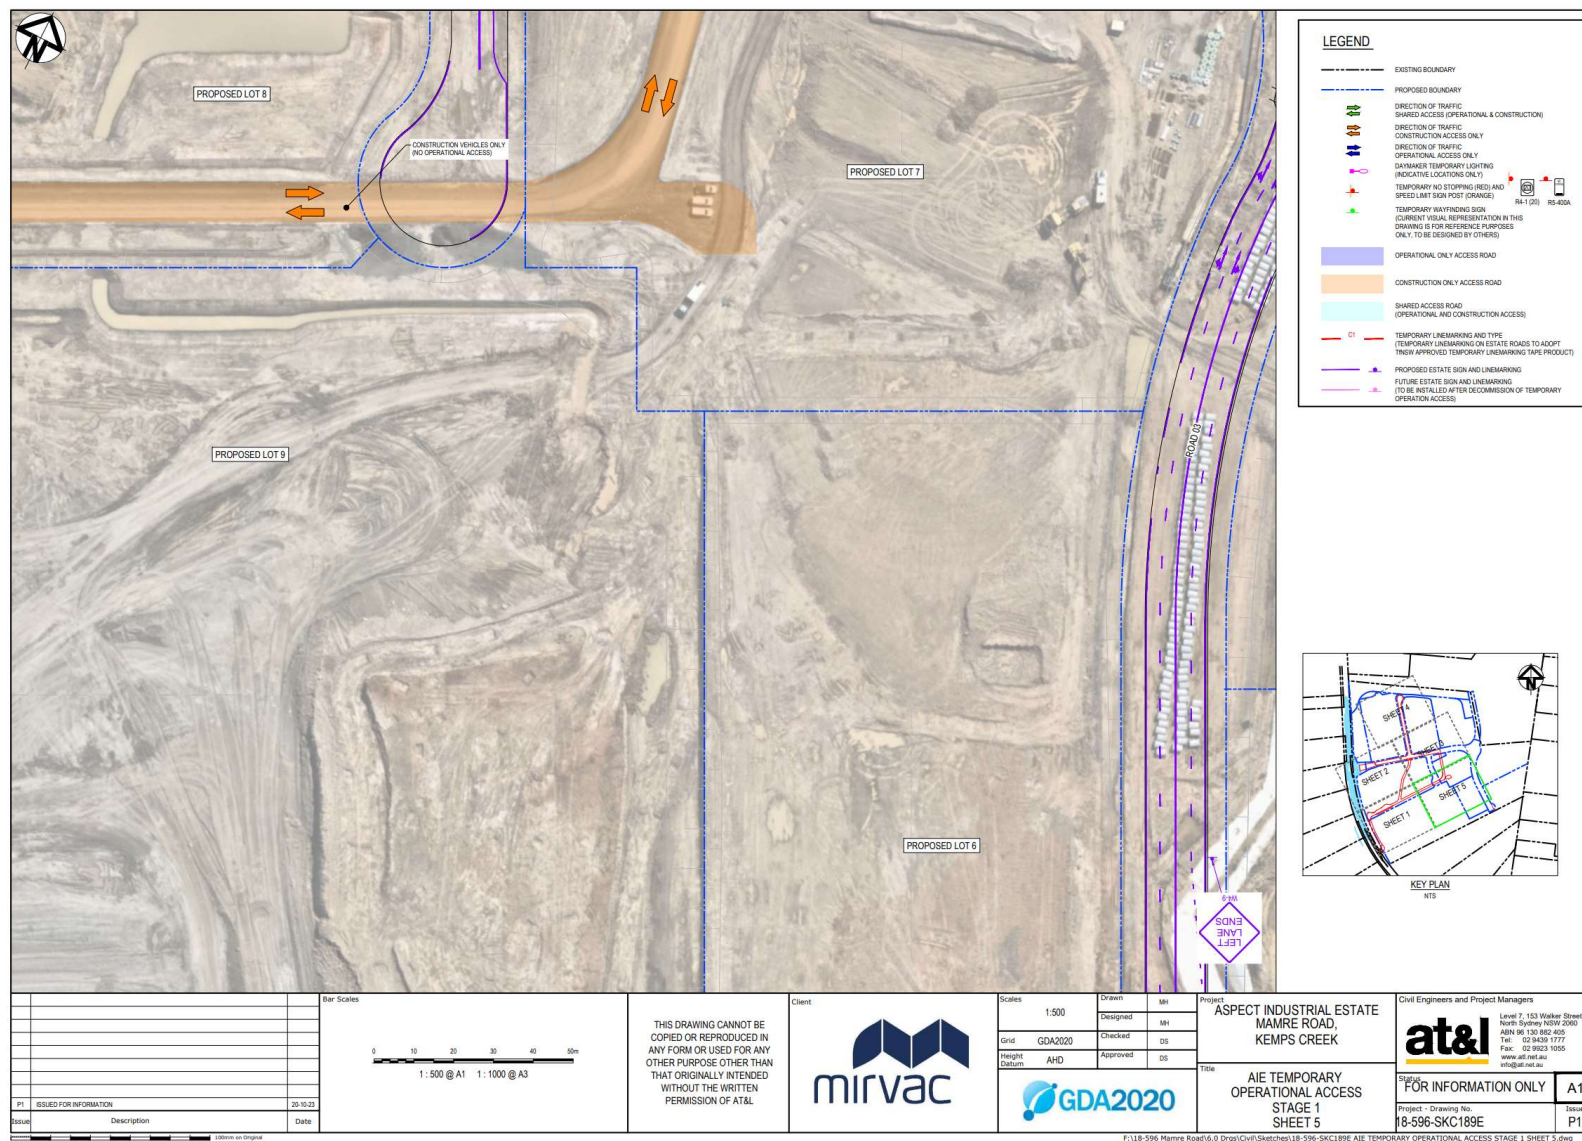 N
PROPOSED LOT 8
CONSTRUCTION VEHICLES ONLY
(NO OPERATIONAL ACCESS)
PROPOSED LOT 7
PROPOSED LOT 9
ROAD 03
PROPOSED LOT 6
W4-9
LEFT
LANE
ENDS
LEGEND
EXISTING BOUNDARY
PROPOSED BOUNDARY
DIRECTION OF TRAFFIC
SHARED ACCESS (OPERATIONAL & CONSTRUCTION)
DIRECTION OF TRAFFIC
CONSTRUCTION ACCESS ONLY
DIRECTION OF TRAFFIC
OPERATIONAL ACCESS ONLY
DAYMAKER TEMPORARY LIGHTING
(INDICATIVE LOCATIONS ONLY)
TEMPORARY NO STOPPING (RED) AND
SPEED LIMIT SIGN POST (ORANGE)
R4-1 (20) R5-400A
TEMPORARY WAYFINDING SIGN
(CURRENT VISUAL REPRESENTATION IN THIS
DRAWING IS FOR REFERENCE PURPOSES
ONLY, TO BE DESIGNED BY OTHERS)
OPERATIONAL ONLY ACCESS ROAD
CONSTRUCTION ONLY ACCESS ROAD
SHARED ACCESS ROAD
(OPERATIONAL AND CONSTRUCTION ACCESS)
C1
TEMPORARY LINEMARKING AND TYPE
(TEMPORARY LINEMARKING ON ESTATE ROADS TO ADOPT
TfNSW APPROVED TEMPORARY LINEMARKING TAPE PRODUCT)
PROPOSED ESTATE SIGN AND LINEMARKING
FUTURE ESTATE SIGN AND LINEMARKING
(TO BE INSTALLED AFTER DECOMMISSION OF TEMPORARY
OPERATION ACCESS)
N
SHEET 4
SHEET 3
SHEET 2
SHEET 5
SHEET 1
KEY PLAN
NTS
P1 ISSUED FOR INFORMATION 20-10-23
Issue Description Date
100mm on Original
Bar Scales
0 10 20 30 40 50m
1 : 500 @ A1 1 : 1000 @ A3
THIS DRAWING CANNOT BE
COPIED OR REPRODUCED IN
ANY FORM OR USED FOR ANY
OTHER PURPOSE OTHER THAN
THAT ORIGINALLY INTENDED
WITHOUT THE WRITTEN
PERMISSION OF AT&L
Client
mirvac
Scales 1:500
Drawn MH
Designed MH
Grid GDA2020
Checked DS
Height
Datum AHD
Approved DS
GDA2020
Project
ASPECT INDUSTRIAL ESTATE
MAMRE ROAD,
KEMPS CREEK
Title
AIE TEMPORARY
OPERATIONAL ACCESS
STAGE 1
SHEET 5
Civil Engineers and Project Managers
at&l
Level 7, 153 Walker Street
North Sydney NSW 2060
ABN 96 130 882 405
Tel: 02 9439 1777
Fax: 02 9923 1055
www.atl.net.au
info@atl.net.au
Status
FOR INFORMATION ONLY
A1
Project - Drawing No.
18-596-SKC189E
Issue
P1
F:\18-596 Mamre Road\6.0 Drgs\Civil\Sketches\18-596-SKC189E AIE TEMPORARY OPERATIONAL ACCESS STAGE 1 SHEET 5.dwg